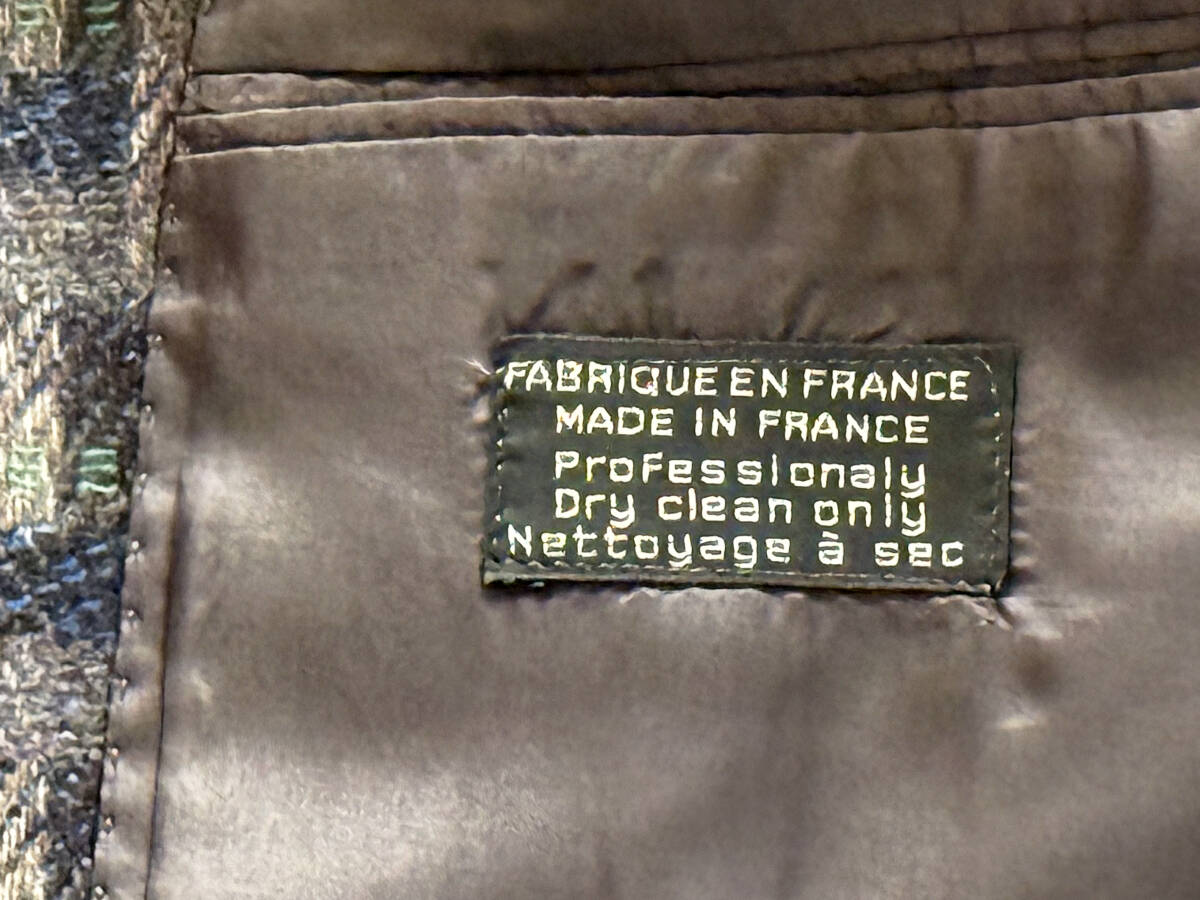 FABRIQUE EN FRANCE
MADE IN FRANCE
Professionaly
Dry clean only
Nettoyage à sec